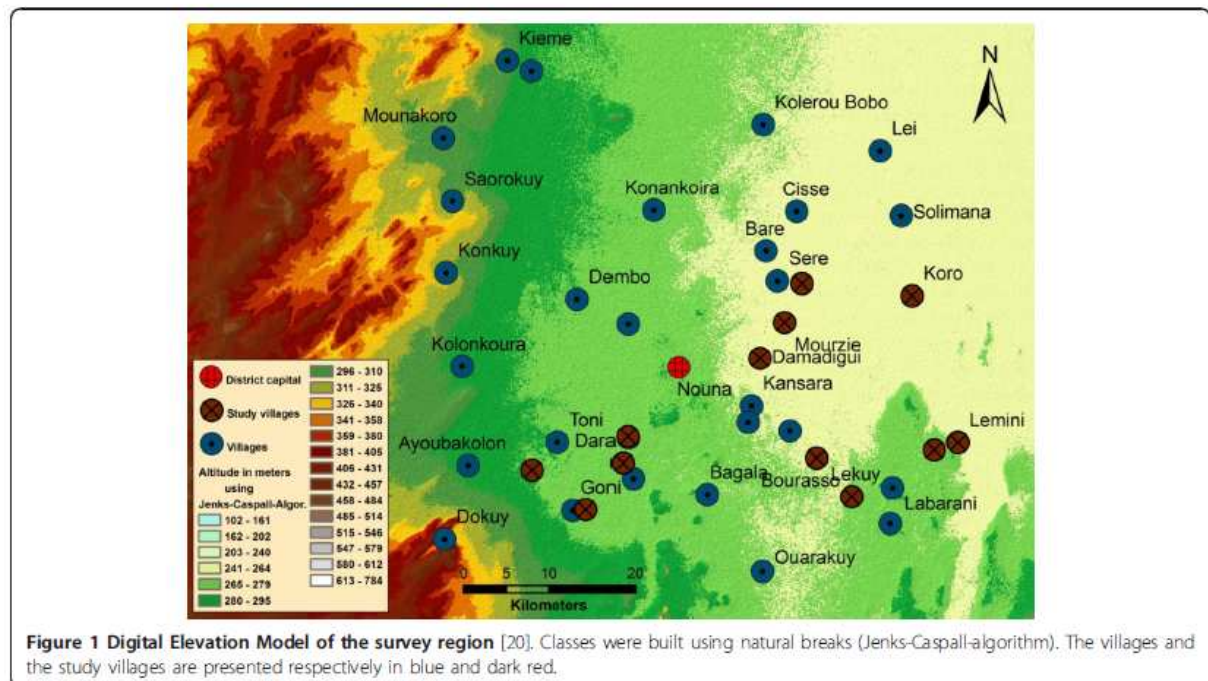 Kieme
N
Kolerou Bobo
Mounakoro
Lei
Saorokuy
Konankoira
Cisse
Solimana
Bare
Konkuy
Sere
Dembo
Koro
Mourzie
Kolonkoura
Damadigui
Nouna
Kansara
Toni
Lemini
Dara
Ayoubakolon
Bagala
Lekuy
Bourasso
Goni
Labarani
Dokuy
Ouarakuy
District capital
Study villages
Villages
Altitude in meters
using
Jenks-Caspall-Algor.
102 - 161
162 - 202
203 - 240
241 - 264
265 - 279
280 - 295
296 - 310
311 - 325
326 - 340
341 - 358
359 - 380
381 - 405
406 - 431
432 - 457
458 - 484
485 - 514
515 - 546
547 - 579
580 - 612
613 - 784
0 5 10 20
Kilometers
Figure 1 Digital Elevation Model of the survey region [20]. Classes were built using natural breaks (Jenks-Caspall-algorithm). The villages and
the study villages are presented respectively in blue and dark red.